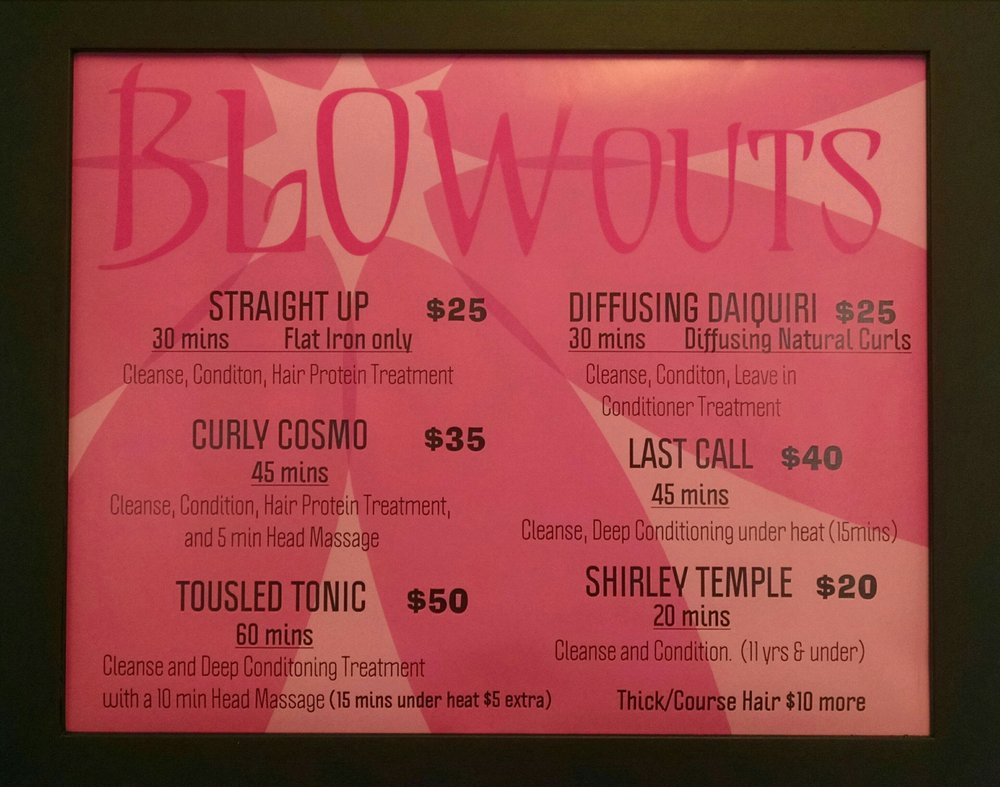 BLOWOUTS
STRAIGHT UP $25
30 mins Flat Iron only
Cleanse, Conditon, Hair Protein Treatment
CURLY COSMO $35
45 mins
Cleanse, Condition, Hair Protein Treatment,
and 5 min Head Massage
TOUSLED TONIC $50
60 mins
Cleanse and Deep Conditoning Treatment
with a 10 min Head Massage (15 mins under heat $5 extra)
DIFFUSING DAIQUIRI $25
30 mins Diffusing Natural Curls
Cleanse, Conditon, Leave in
Conditioner Treatment
LAST CALL $40
45 mins
Cleanse, Deep Conditioning under heat (15mins)
SHIRLEY TEMPLE $20
20 mins
Cleanse and Condition. (11 yrs & under)
Thick/Course Hair $10 more